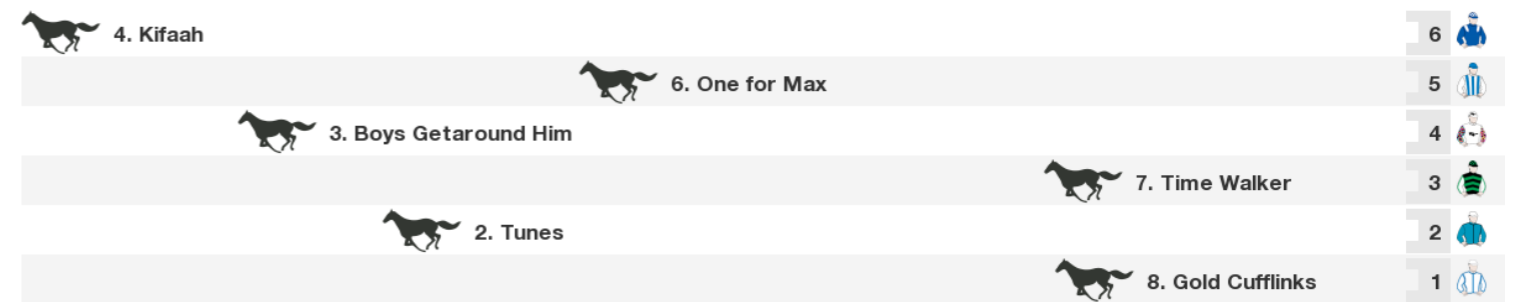 4. Kifaah 6
6. One for Max 5
3. Boys Getaround Him 4
7. Time Walker 3
2. Tunes 2
8. Gold Cufflinks 1